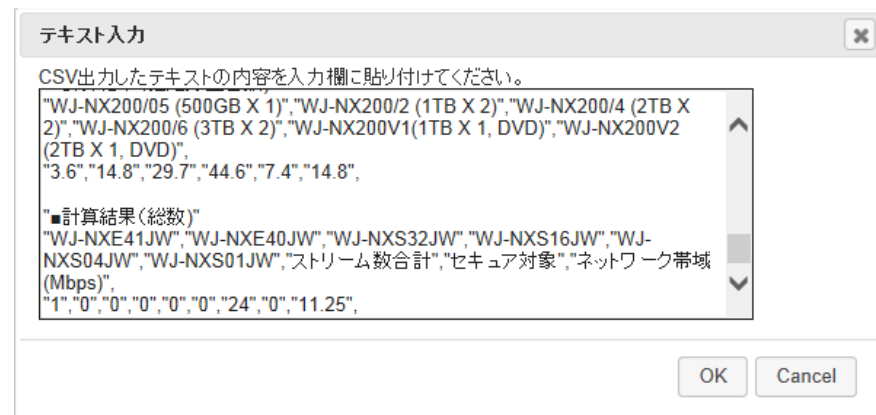 テキスト入力
CSV出力したテキストの内容を入力欄に貼り付けてください。
"WJ-NX200/05 (500GB X 1)","WJ-NX200/2 (1TB X 2)","WJ-NX200/4 (2TB X
2)","WJ-NX200/6 (3TB X 2)","WJ-NX200V1(1TB X 1, DVD)","WJ-NX200V2
(2TB X 1, DVD)",
"3.6","14.8","29.7","44.6","7.4","14.8",
"■計算結果(総数)"
"WJ-NXE41JW","WJ-NXE40JW","WJ-NXS32JW","WJ-NXS16JW","WJ-
NXS04JW","WJ-NXS01JW","ストリーム数合計","セキュア対象","ネットワーク帯域
(Mbps)",
"1","0","0","0","0","0","24","0","11.25",
OK Cancel